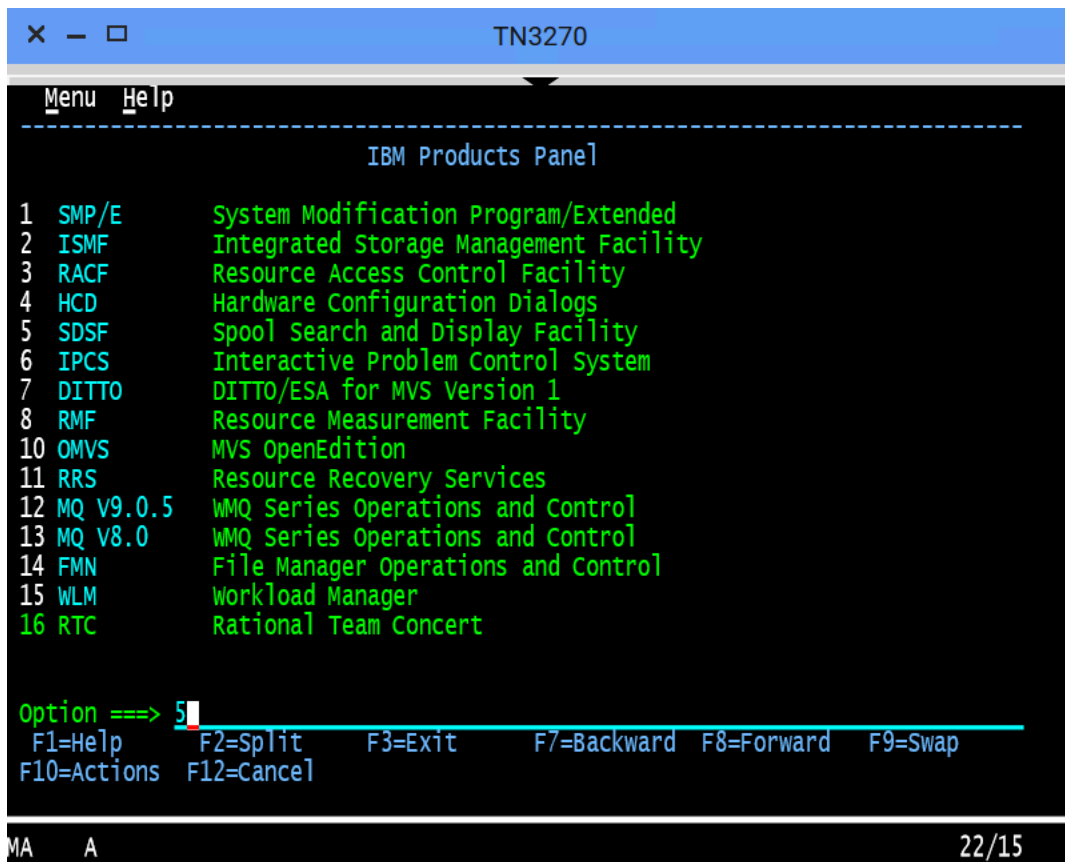 TN3270
Menu Help
IBM Products Panel
1 SMP/E System Modification Program/Extended
2 ISMF Integrated Storage Management Facility
3 RACF Resource Access Control Facility
4 HCD Hardware Configuration Dialogs
5 SDSF Spool Search and Display Facility
6 IPCS Interactive Problem Control System
7 DITTO DITTO/ESA for MVS Version 1
8 RMF Resource Measurement Facility
10 OMVS MVS OpenEdition
11 RRS Resource Recovery Services
12 MQ V9.0.5 WMQ Series Operations and Control
13 MQ V8.0 WMQ Series Operations and Control
14 FMN File Manager Operations and Control
15 WLM Workload Manager
16 RTC Rational Team Concert
Option ===> 5
F1=Help F2=Split F3=Exit F7=Backward F8=Forward F9=Swap
F10=Actions F12=Cancel
MA A 22/15